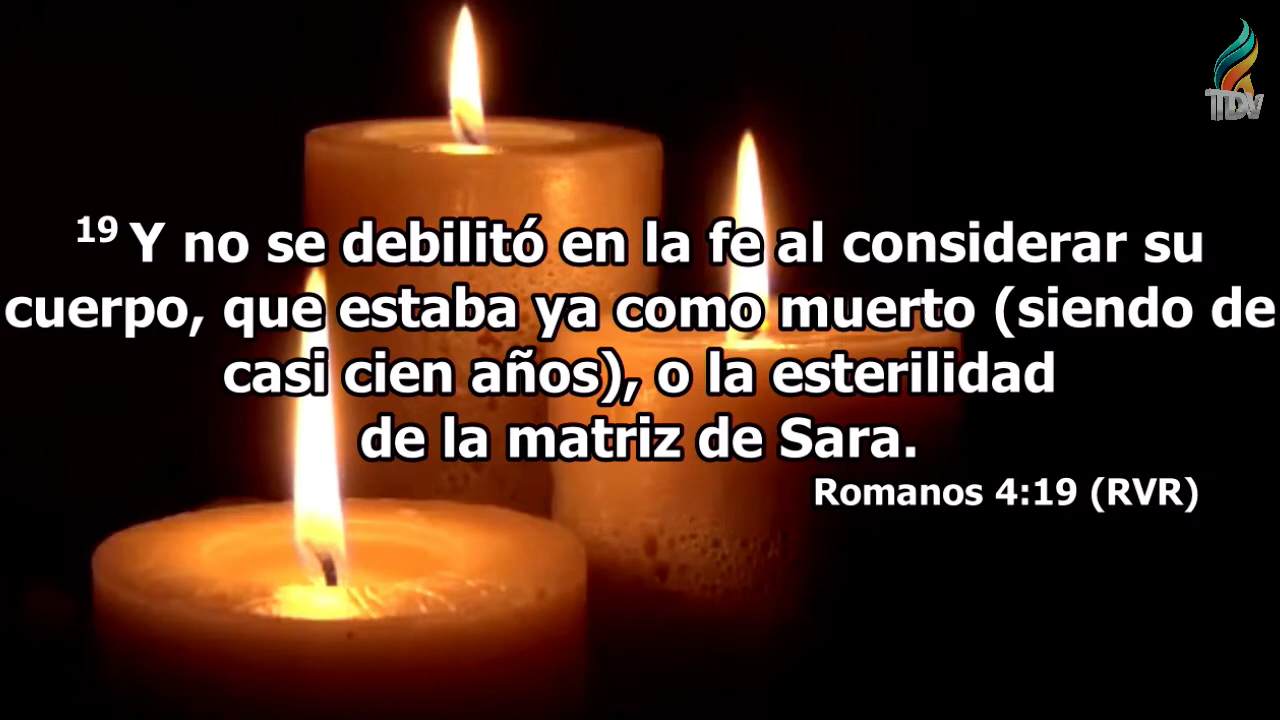 TTDV
19 Y no se debilitó en la fe al considerar su
cuerpo, que estaba ya como muerto (siendo de
casi cien años), o la esterilidad
de la matriz de Sara.
Romanos 4:19 (RVR)